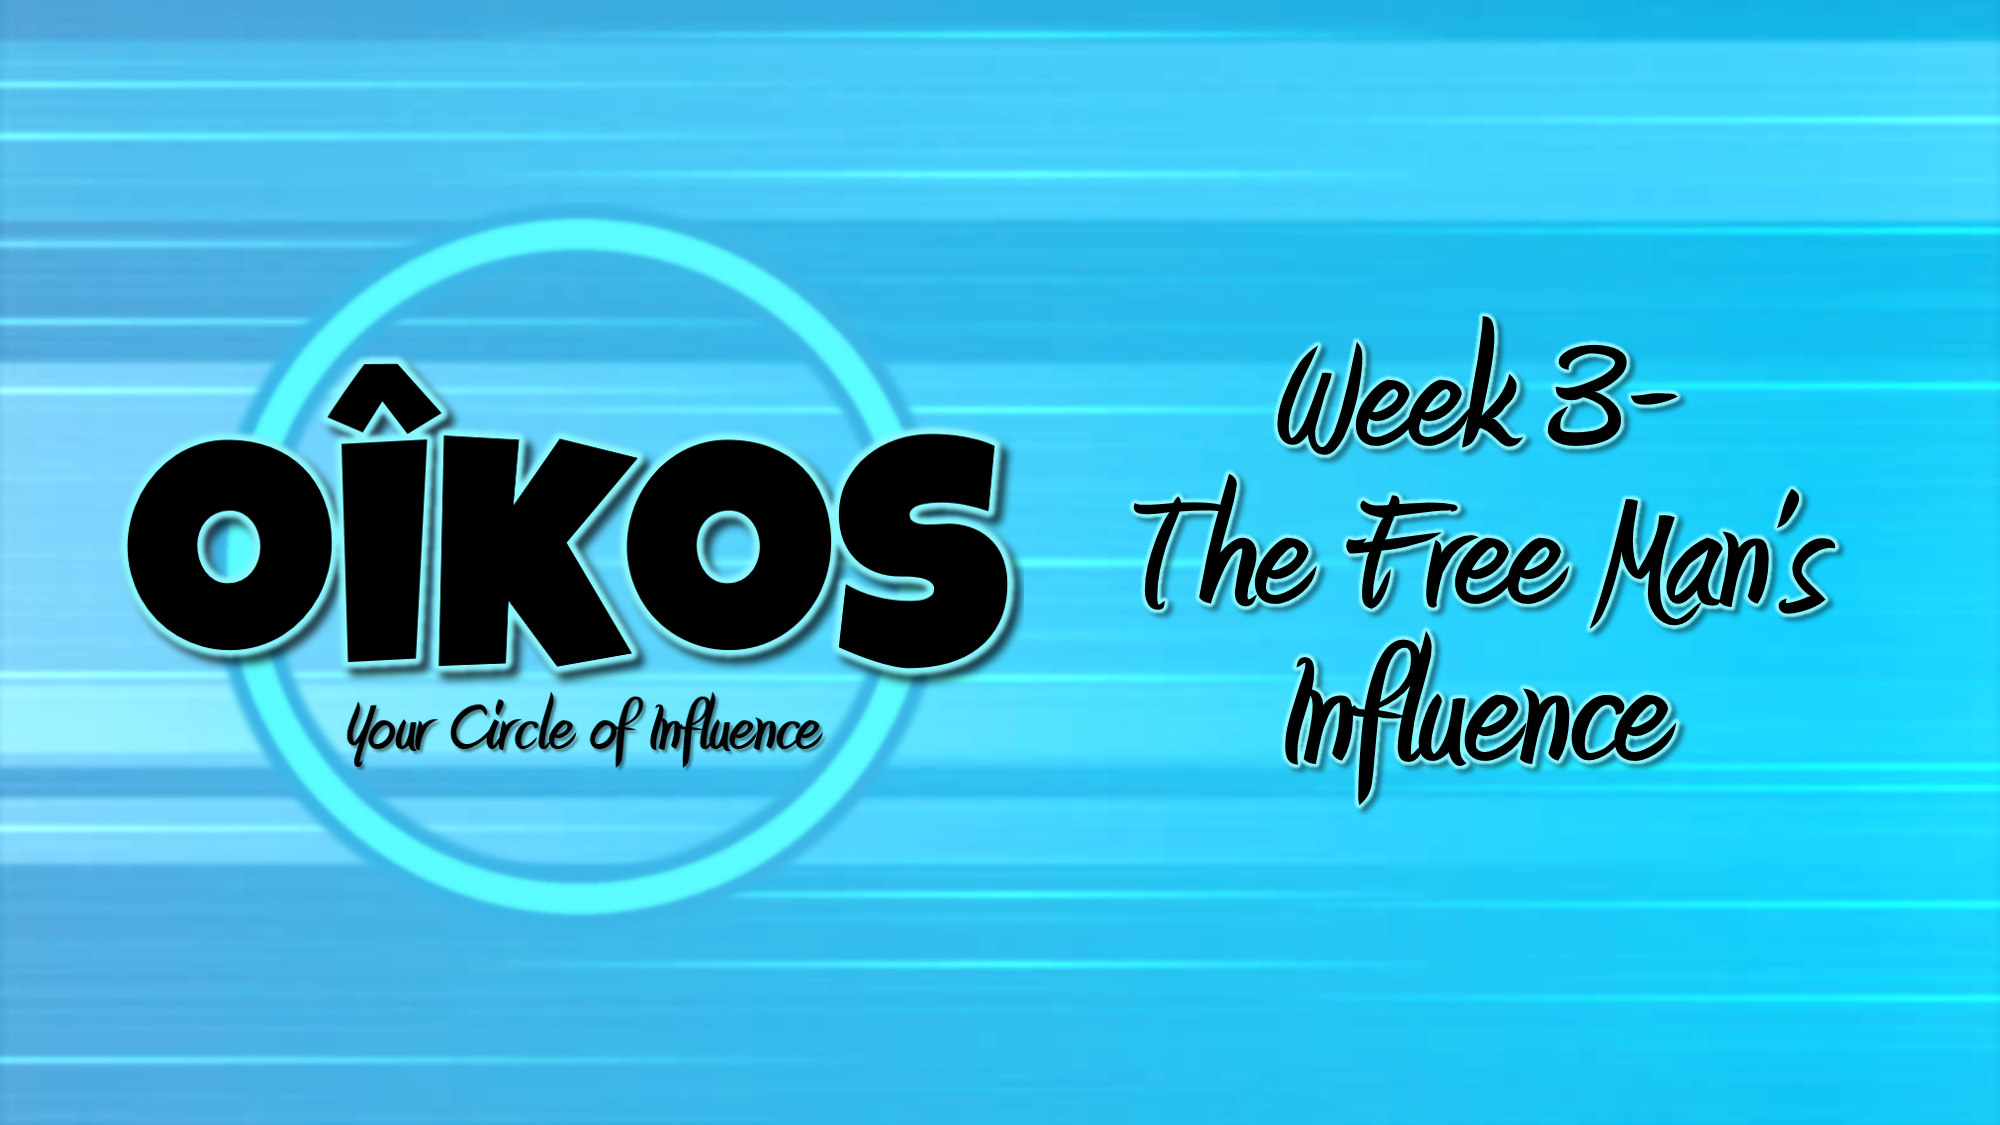 OÎKOS
Your Circle of Influence
Week 3-
The Free Man's
Influence